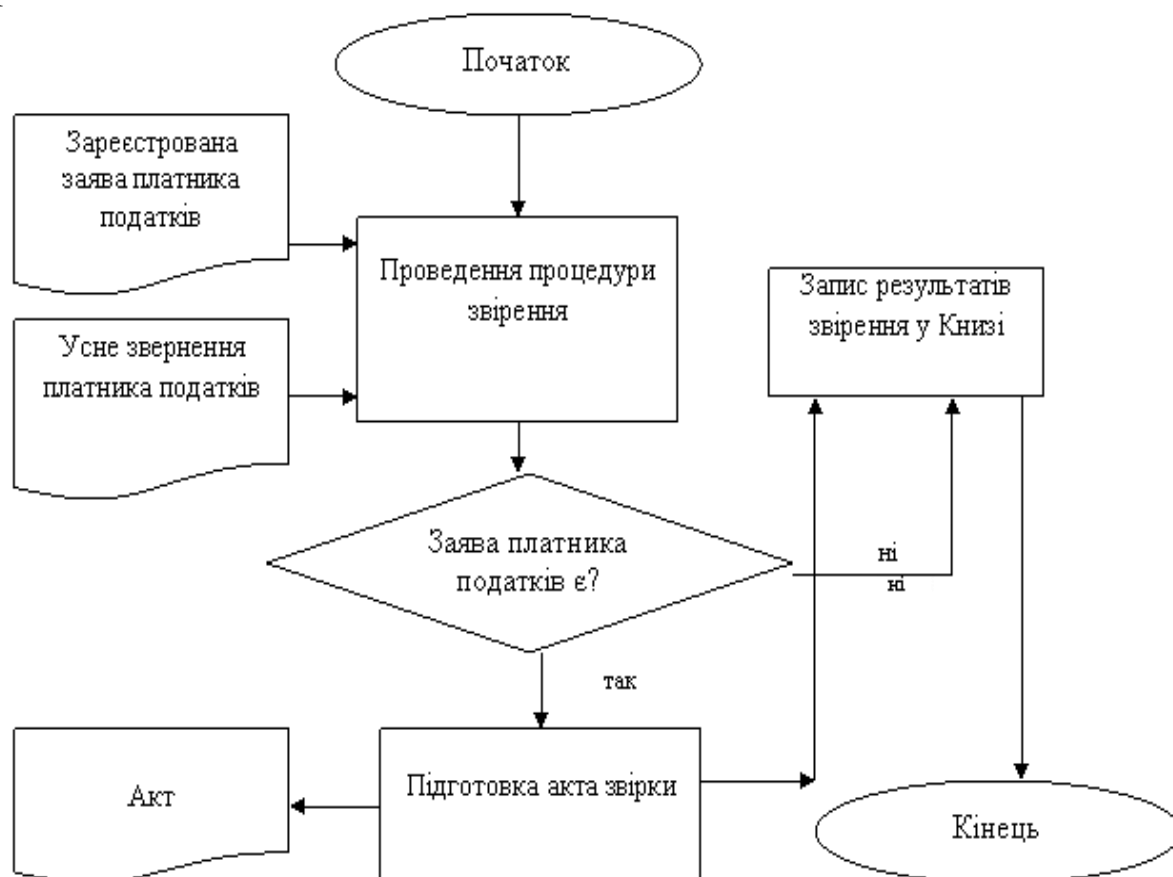 Початок
Зареєстрована
заява платника
податків
Проведення процедури
звірення
Запис результатів
звірення у Книзі
Усне звернення
платника податків
Заява платника
податків є?
ні
ні
так
Акт
Підготовка акта звірки
Кінець